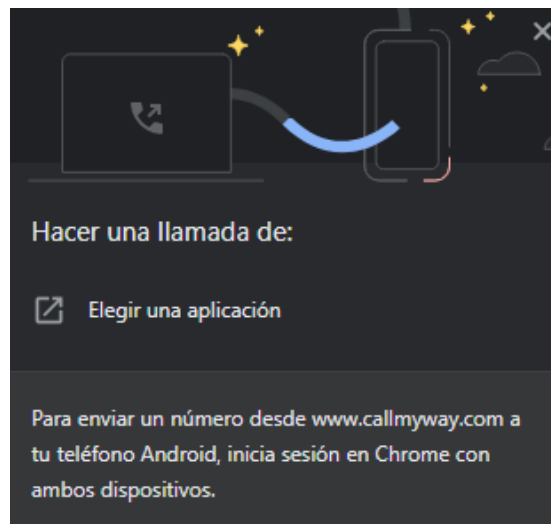 Hacer una llamada de:
Elegir una aplicación
Para enviar un número desde www.callmyway.com a
tu teléfono Android, inicia sesión en Chrome con
ambos dispositivos.